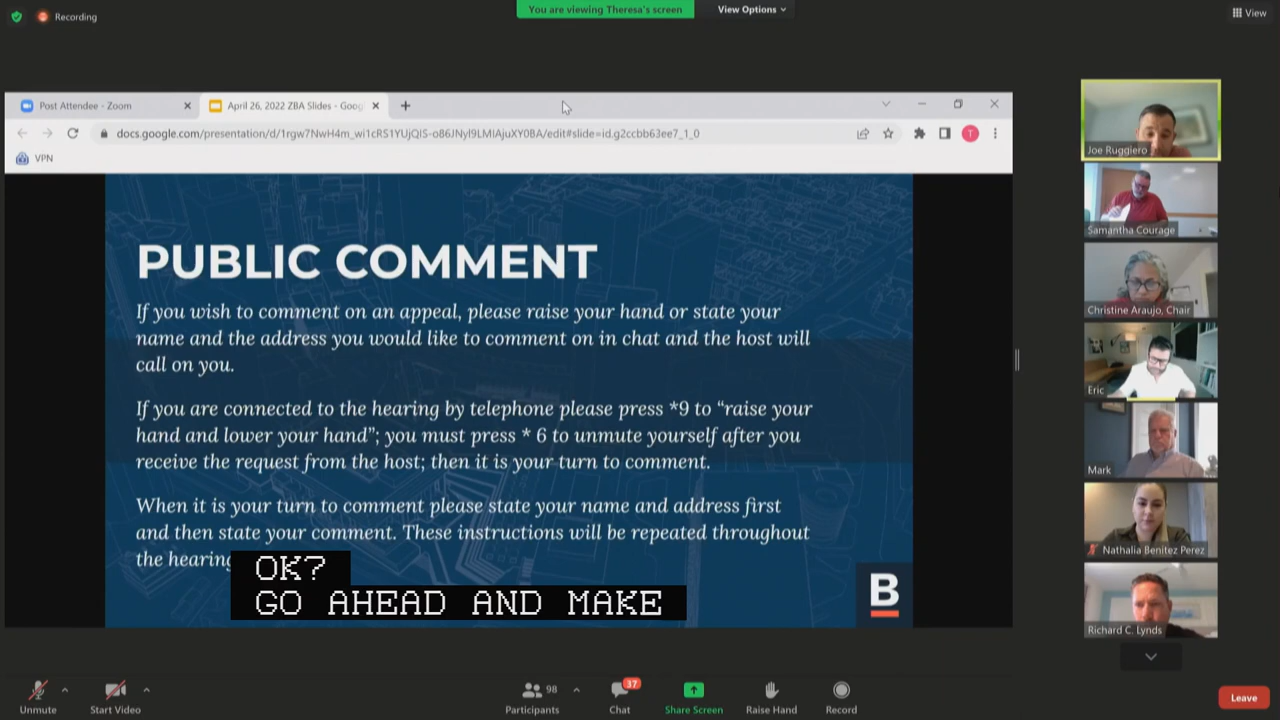 Recording
You are viewing Theresa's screen
View Options
View
Post Attendee - Zoom
April 26, 2022 ZBA Slides - Goog
docs.google.com/presentation/d/1rgw7NwH4m_wi1cRS1YUjQIS-o86JNyI9LMIAjuXY0BA/edit#slide=id.g2ccbb63ee7_1_0
T
VPN
PUBLIC COMMENT
If you wish to comment on an appeal, please raise your hand or state your
name and the address you would like to comment on in chat and the host will
call on you.
If you are connected to the hearing by telephone please press *9 to “raise your
hand and lower your hand”; you must press * 6 to unmute yourself after you
receive the request from the host; then it is your turn to comment.
When it is your turn to comment please state your name and address first
and then state your comment. These instructions will be repeated throughout
the hearing
OK?
GO AHEAD AND MAKE
B
Joe Ruggiero
Samantha Courage
Christine Araujo, Chair
Eric
Mark
Nathalia Benitez Perez
Richard C. Lynds
Unmute
Start Video
98
Participants
37
Chat
Share Screen
Raise Hand
Record
Leave